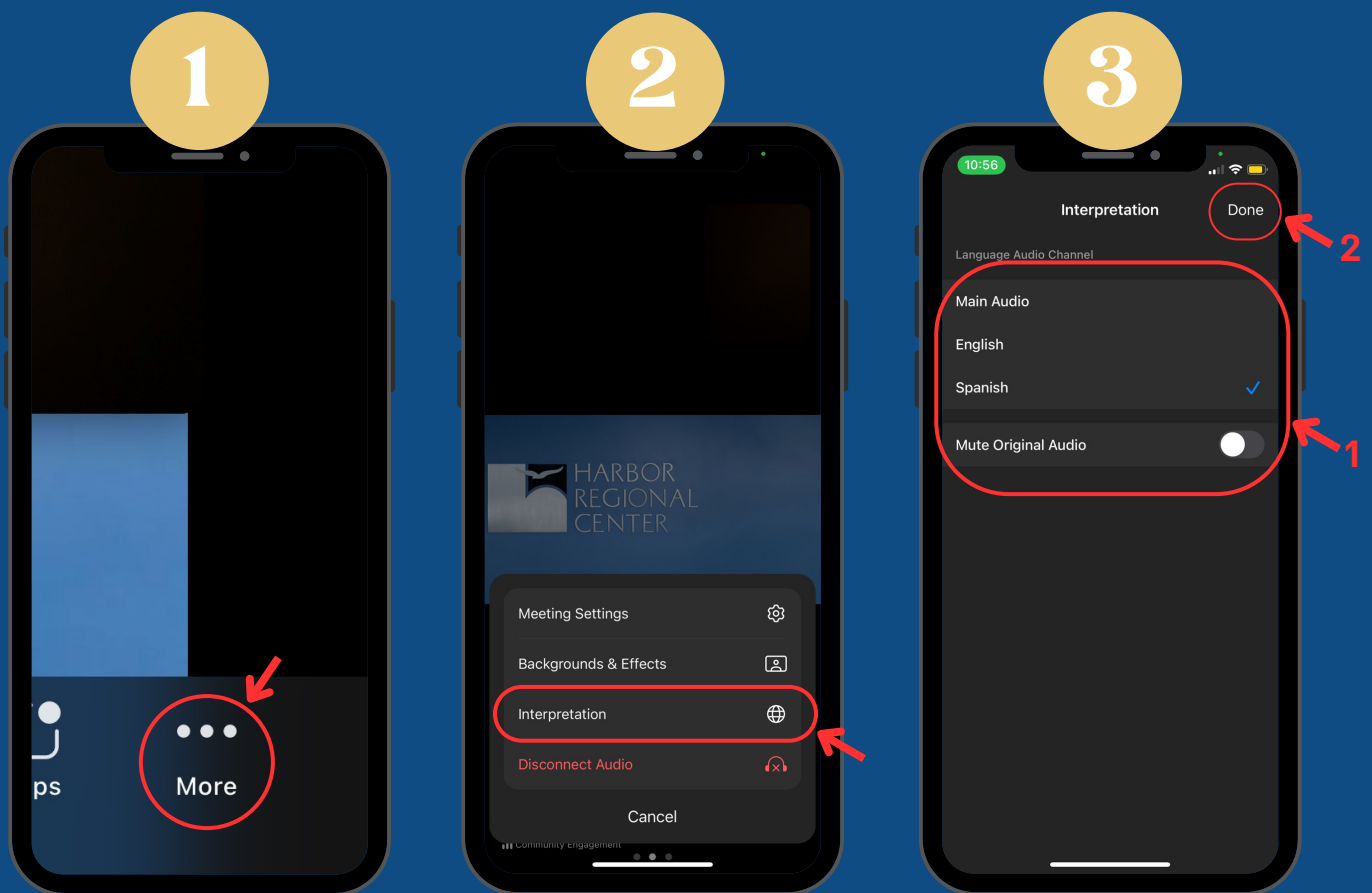 1
ps
More
2
HARBOR
REGIONAL
CENTER
Meeting Settings
Backgrounds & Effects
Interpretation
Disconnect Audio
Cancel
Community Engagement
3
10:56
Interpretation
Done
2
Language Audio Channel
Main Audio
English
Spanish
Mute Original Audio
1